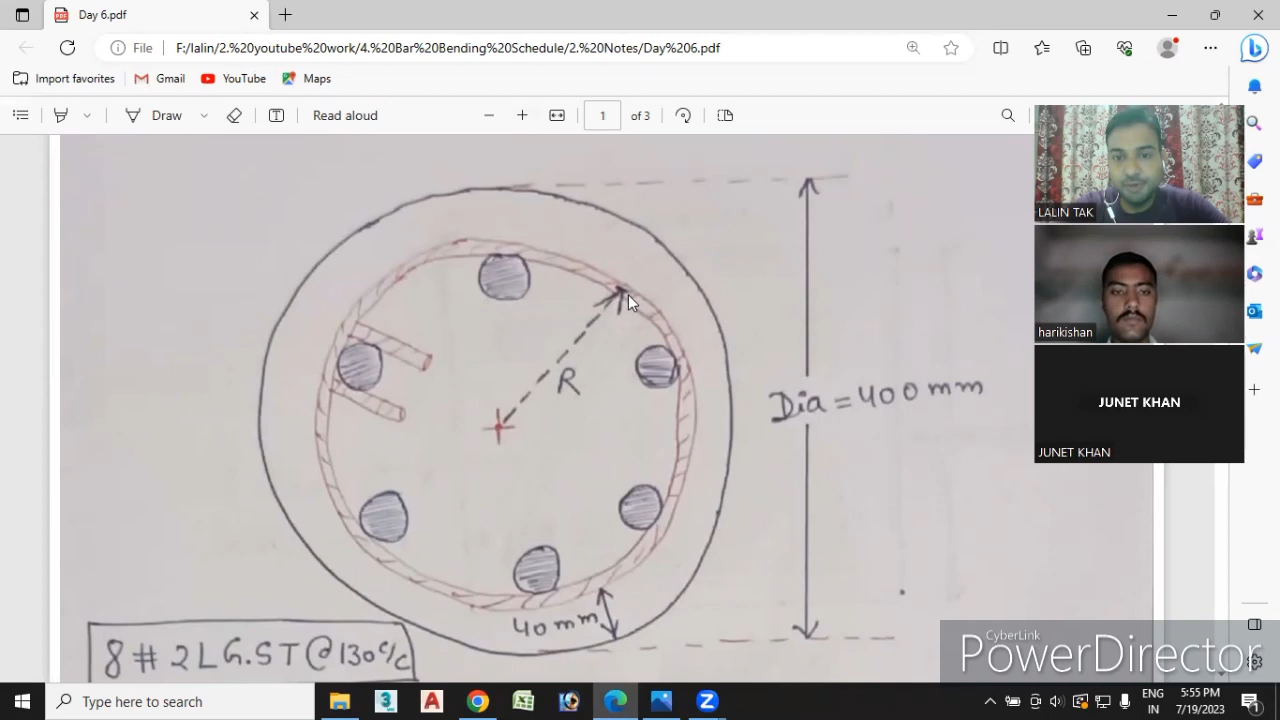 Day 6.pdf
File
F:/lalin/2.%20youtube%20work/4.%20Bar%20Bending%20Schedule/2.%20Notes/Day%206.pdf
Import favorites
Gmail
YouTube
Maps
Draw
Read aloud
1
of 3
LALIN TAK
harikishan
JUNET KHAN
JUNET KHAN
R
Dia = 400 mm
40 mm
8 # 2 L G.ST @ 130 c/c
CyberLink
PowerDirector
Type here to search
ENG
IN
5:55 PM
7/19/2023